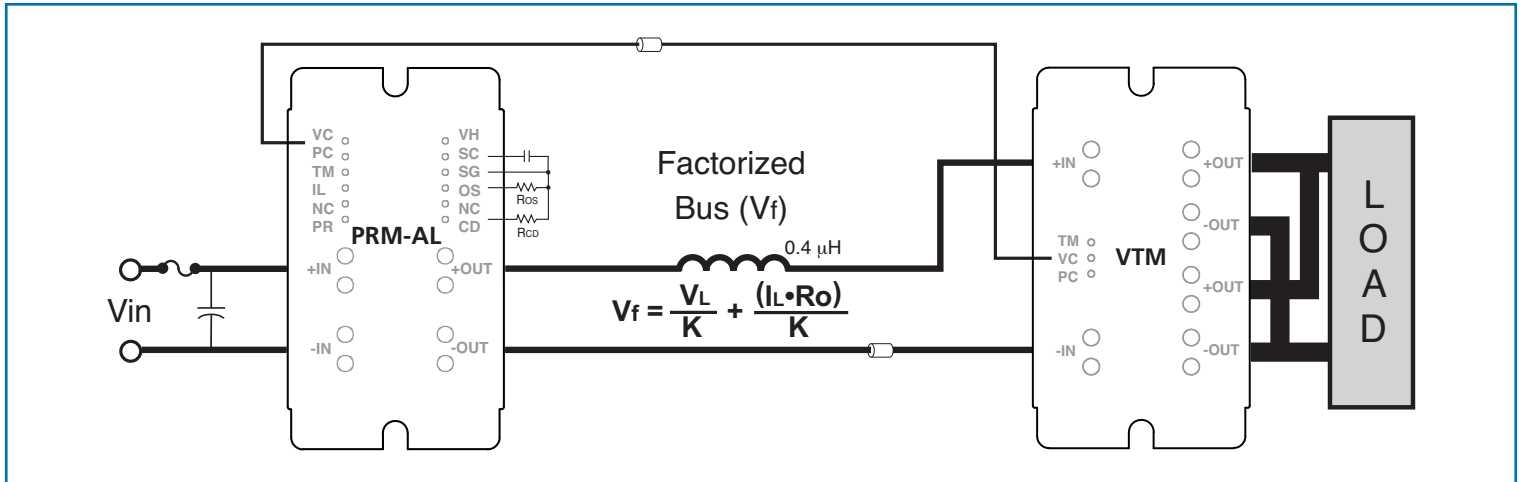 VC
PC
TM
IL
NC
PR
VH
SC
SG
OS
NC
CD
ROS
RCD
PRM-AL
+IN
-IN
+OUT
-OUT
Vin
Factorized
Bus (Vf)
0.4 µH
Vf = VL/K + (IL•Ro)/K
+IN
-IN
TM
VC
PC
VTM
+OUT
-OUT
+OUT
-OUT
L
O
A
D